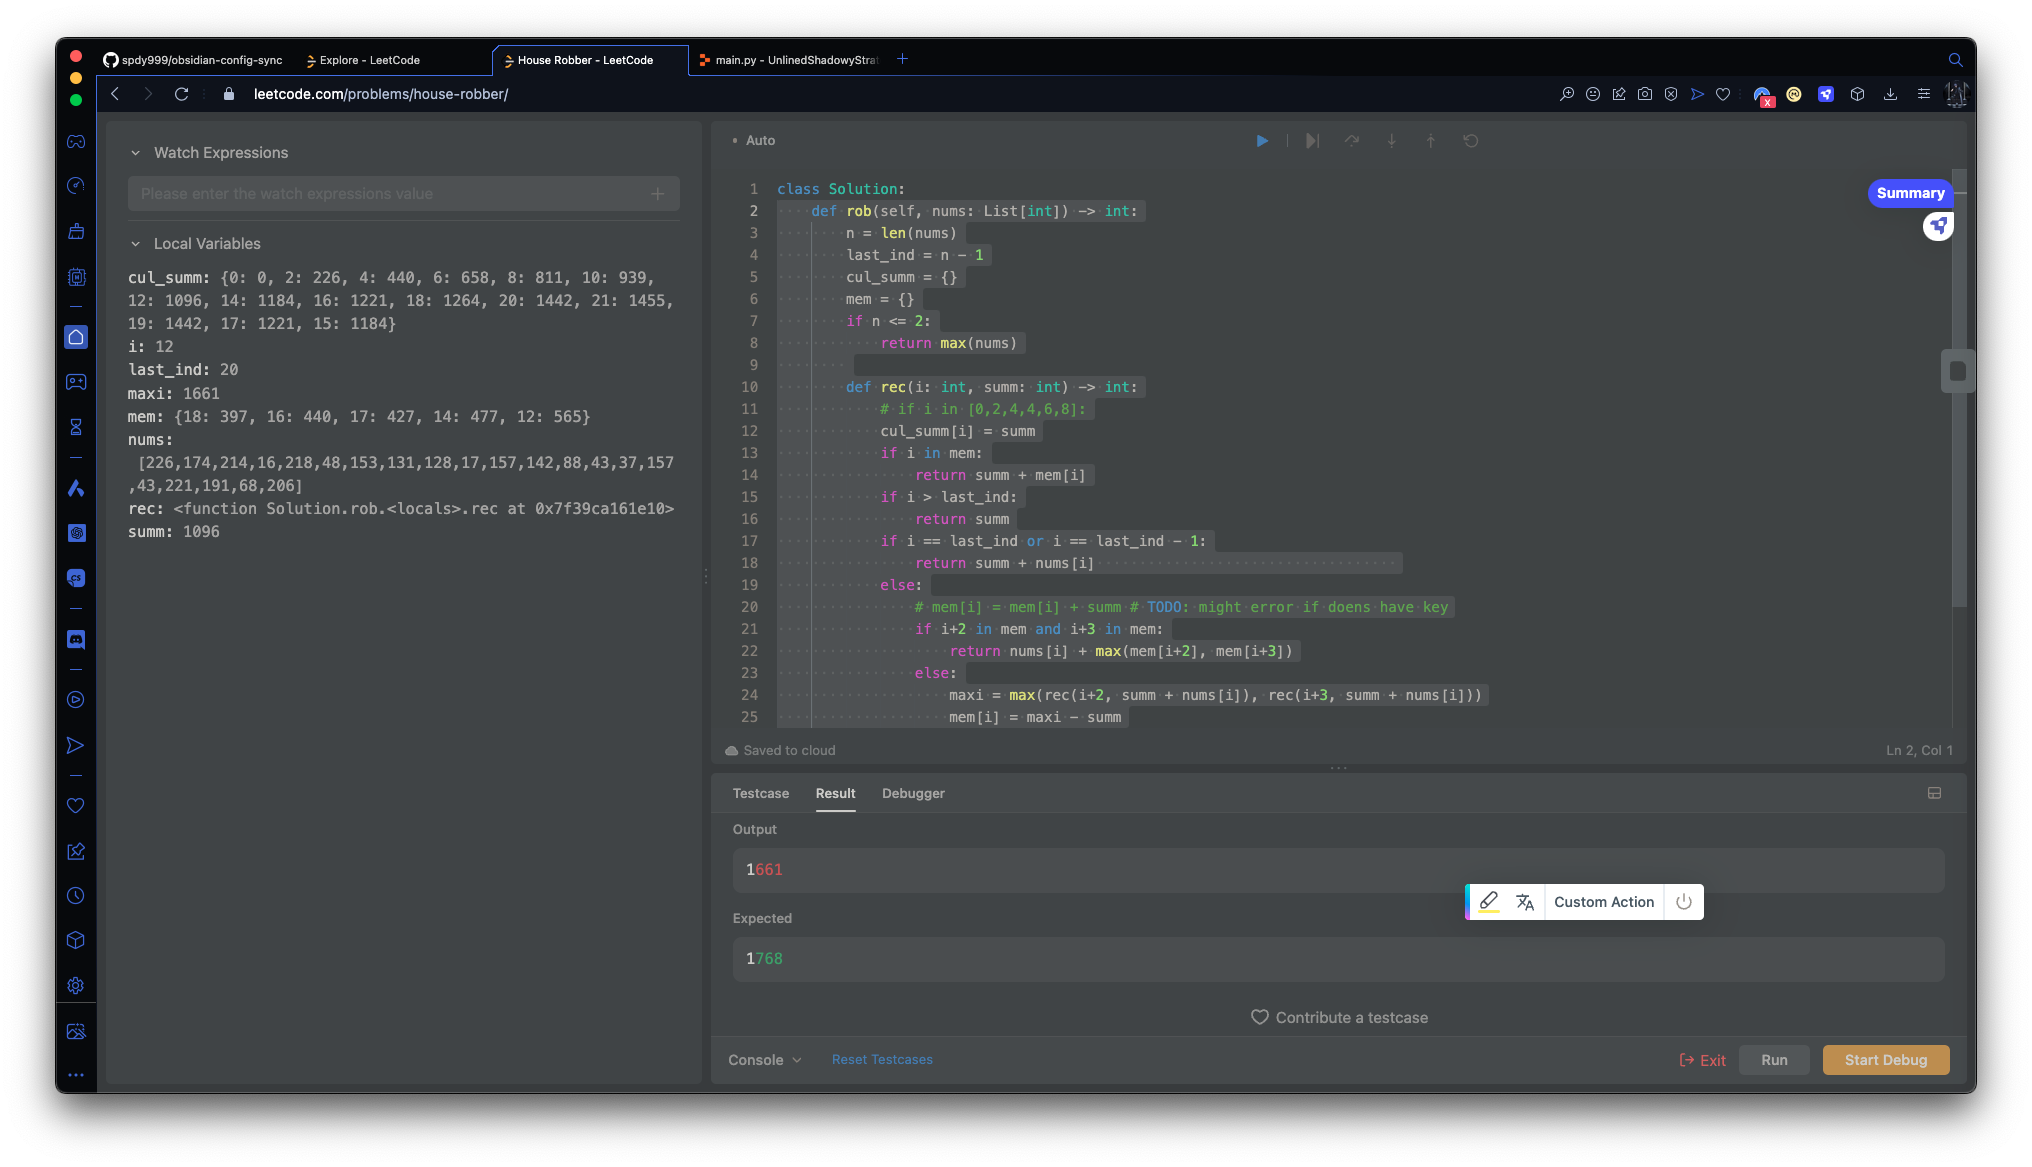 spdy999/obsidian-config-sync
Explore - LeetCode
House Robber - LeetCode
main.py - UnlinedShadowyStrat
leetcode.com/problems/house-robber/
Watch Expressions
Please enter the watch expressions value
Local Variables
cul_summ: {0: 0, 2: 226, 4: 440, 6: 658, 8: 811, 10: 939,
12: 1096, 14: 1184, 16: 1221, 18: 1264, 20: 1442, 21: 1455,
19: 1442, 17: 1221, 15: 1184}
i: 12
last_ind: 20
maxi: 1661
mem: {18: 397, 16: 440, 17: 427, 14: 477, 12: 565}
nums:
[226,174,214,16,218,48,153,131,128,17,157,142,88,43,37,157
,43,221,191,68,206]
rec: <function Solution.rob.<locals>.rec at 0x7f39ca161e10>
summ: 1096
• Auto
1 class Solution:
2 def rob(self, nums: List[int]) -> int:
3 n = len(nums)
4 last_ind = n - 1
5 cul_summ = {}
6 mem = {}
7 if n <= 2:
8 return max(nums)
9
10 def rec(i: int, summ: int) -> int:
11 # if i in [0,2,4,4,6,8]:
12 cul_summ[i] = summ
13 if i in mem:
14 return summ + mem[i]
15 if i > last_ind:
16 return summ
17 if i == last_ind or i == last_ind - 1:
18 return summ + nums[i]
19 else:
20 # mem[i] = mem[i] + summ # TODO: might error if doens have key
21 if i+2 in mem and i+3 in mem:
22 return nums[i] + max(mem[i+2], mem[i+3])
23 else:
24 maxi = max(rec(i+2, summ + nums[i]), rec(i+3, summ + nums[i]))
25 mem[i] = maxi - summ
Summary
Saved to cloud
Ln 2, Col 1
Testcase
Result
Debugger
Output
1661
Expected
1768
Custom Action
Contribute a testcase
Console
Reset Testcases
Exit
Run
Start Debug